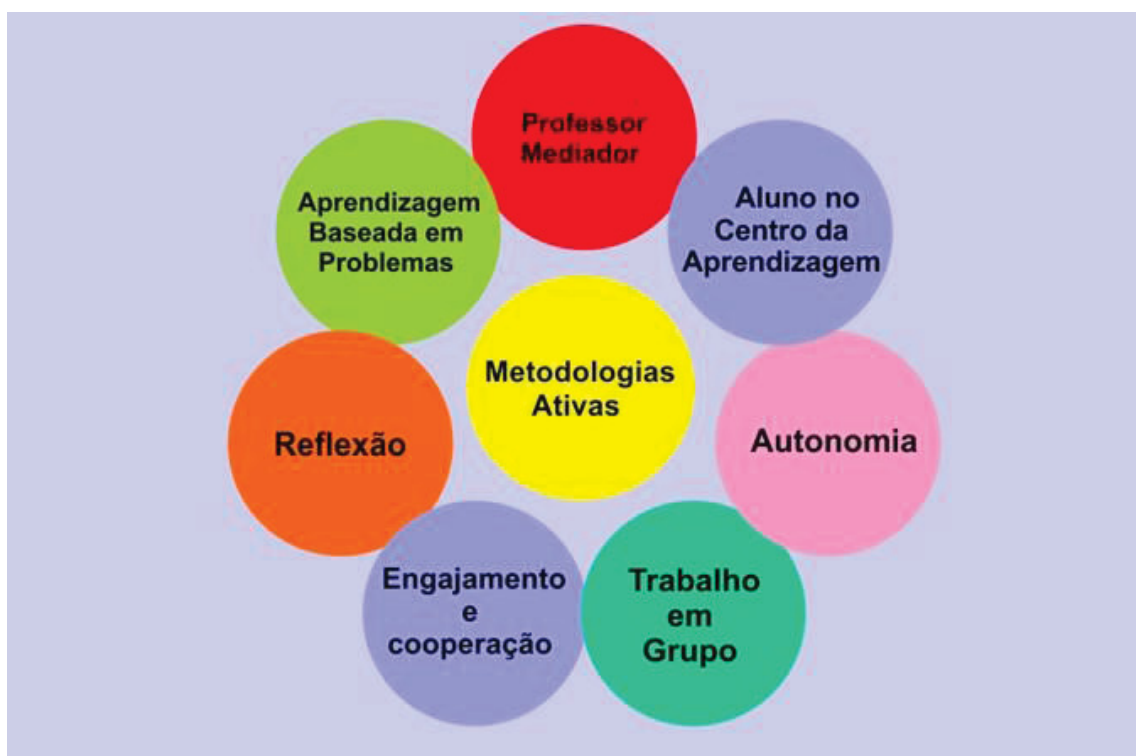 Professor
Mediador
Aluno no
Centro da
Aprendizagem
Autonomia
Trabalho
em
Grupo
Engajamento
e
cooperação
Reflexão
Aprendizagem
Baseada em
Problemas
Metodologias
Ativas